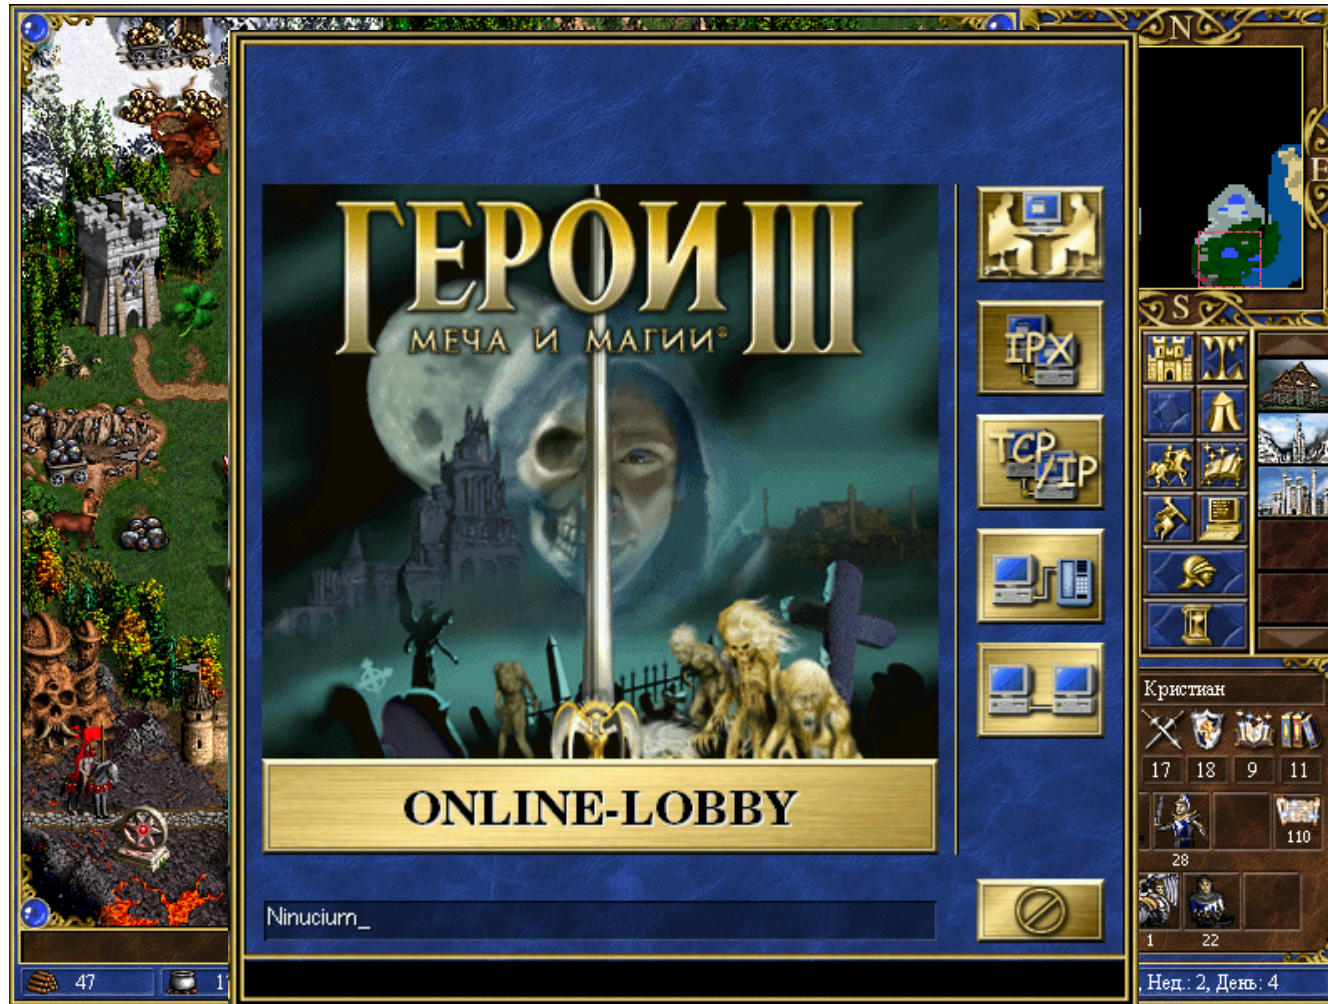 N
E
ГЕРОИ III
МЕЧА И МАГИИ®
IPX
TCP
/IP
S
Кристиан
17 18 9 11
110
28
1 22
ONLINE-LOBBY
Ninucium_
47
, Нед.: 2, День: 4